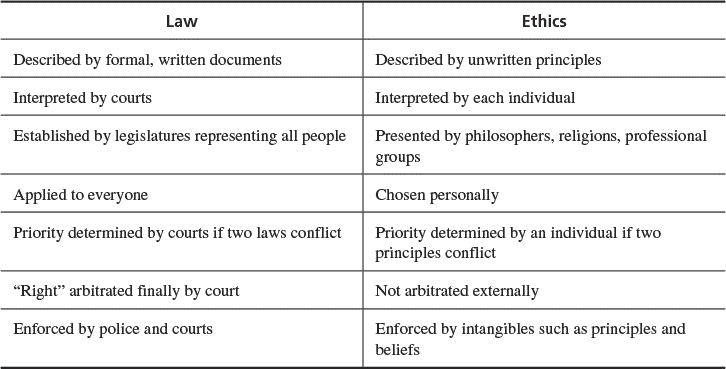 Law Ethics
Described by formal, written documents Described by unwritten principles
Interpreted by courts Interpreted by each individual
Established by legislatures representing all people Presented by philosophers, religions, professional
groups
Applied to everyone Chosen personally
Priority determined by courts if two laws conflict Priority determined by an individual if two
principles conflict
“Right” arbitrated finally by court Not arbitrated externally
Enforced by police and courts Enforced by intangibles such as principles and
beliefs